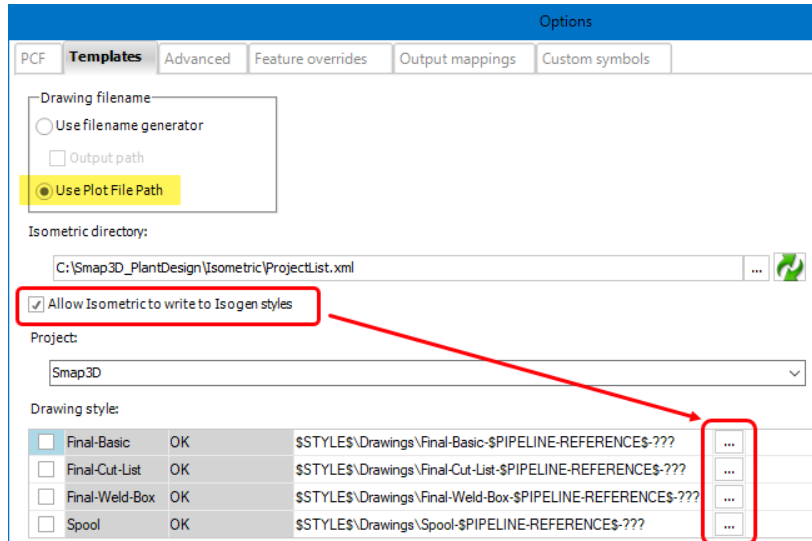 Options
PCF Templates Advanced Feature overrides Output mappings Custom symbols
Drawing filename
Use filename generator
Output path
Use Plot File Path
Isometric directory:
C:\Smap3D_PlantDesign\Isometric\ProjectList.xml ...
Allow Isometric to write to Isogen styles
Project:
Smap3D
Drawing style:
Final-Basic OK $STYLE$\Drawings\Final-Basic-$PIPELINE-REFERENCE$-??? ...
Final-Cut-List OK $STYLE$\Drawings\Final-Cut-List-$PIPELINE-REFERENCE$-??? ...
Final-Weld-Box OK $STYLE$\Drawings\Final-Weld-Box-$PIPELINE-REFERENCE$-??? ...
Spool OK $STYLE$\Drawings\Spool-$PIPELINE-REFERENCE$-??? ...